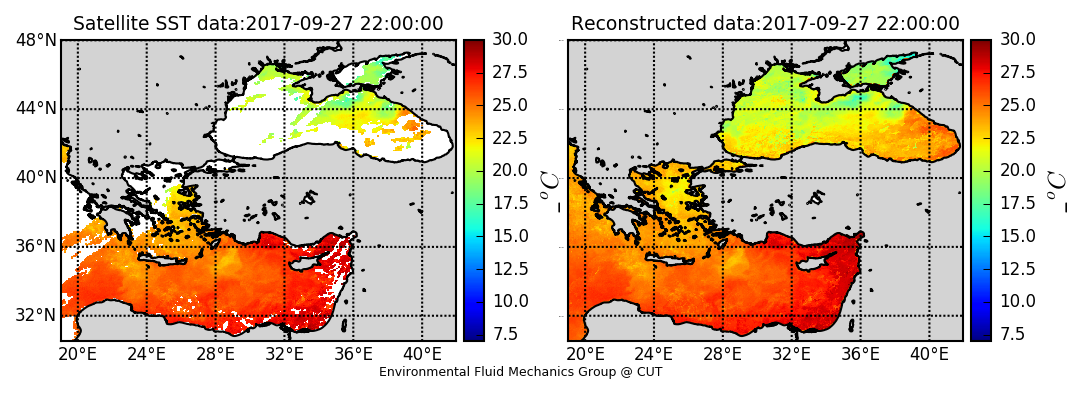 Satellite SST data:2017-09-27 22:00:00
Reconstructed data:2017-09-27 22:00:00
48°N
44°N
40°N
36°N
32°N
20°E 24°E 28°E 32°E 36°E 40°E
30.0
27.5
25.0
22.5
20.0
17.5
15.0
12.5
10.0
7.5
_°C
20°E 24°E 28°E 32°E 36°E 40°E
30.0
27.5
25.0
22.5
20.0
17.5
15.0
12.5
10.0
7.5
_°C
Environmental Fluid Mechanics Group @ CUT